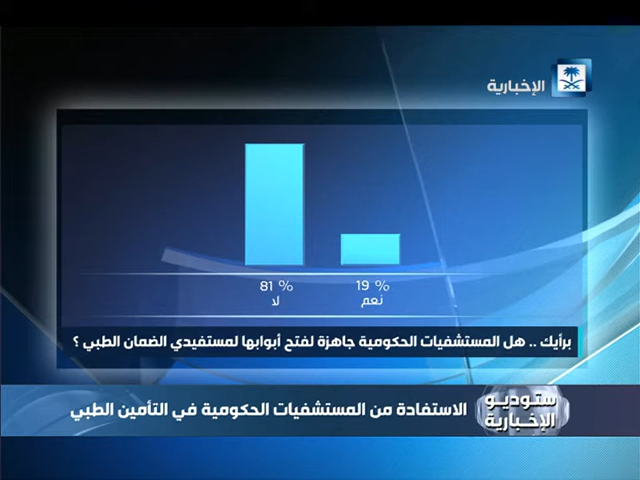 الإخبارية
81 %
لا
19 %
نعم
برأيك .. هل المستشفيات الحكومية جاهزة لفتح أبوابها لمستفيدي الضمان الطبي ؟
ستوديو
الإخبارية
الاستفادة من المستشفيات الحكومية في التأمين الطبي